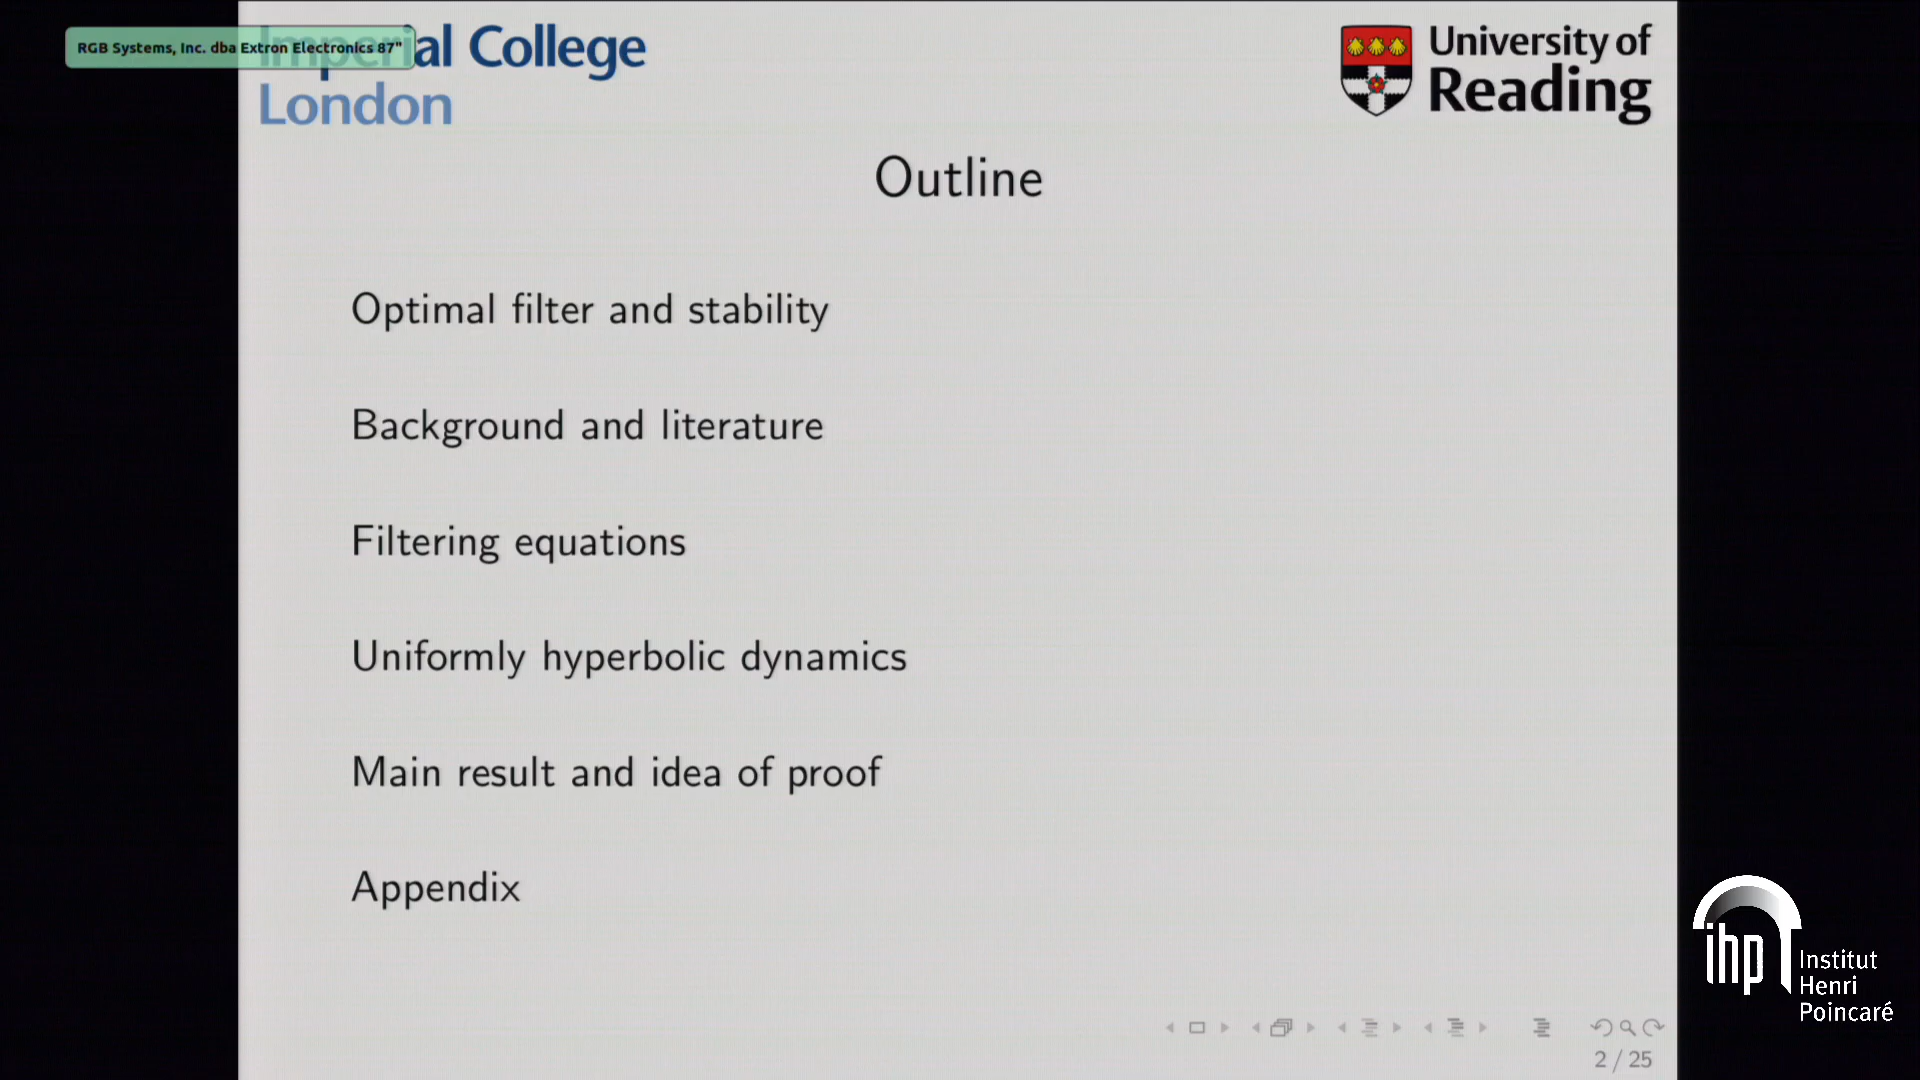 RGB Systems, Inc. dba Extron Electronics 87"
Imperial College
London
University of
Reading
Outline
Optimal filter and stability
Background and literature
Filtering equations
Uniformly hyperbolic dynamics
Main result and idea of proof
Appendix
2 / 25
ihp
Institut
Henri
Poincaré